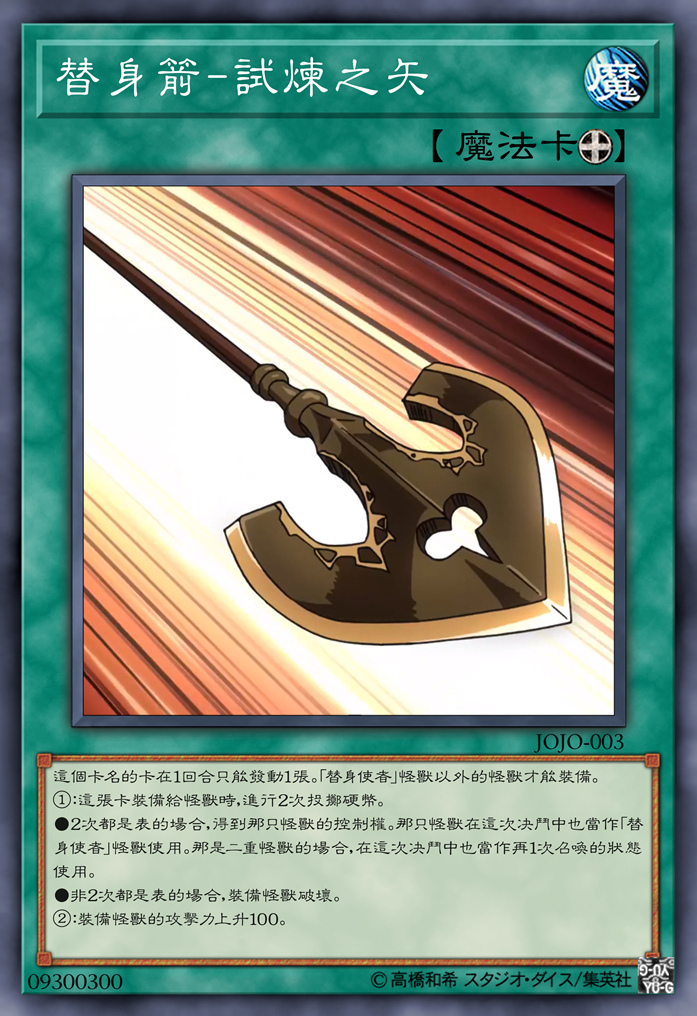 替身箭-試煉之矢
魔
【魔法卡】
JOJO-003
這個卡名的卡在1回合只能發動1張。「替身使者」怪獸以外的怪獸才能裝備。
①:這張卡裝備給怪獸時,進行2次投擲硬幣。
●2次都是表的場合,得到那只怪獸的控制權。那只怪獸在這次決鬥中也當作「替
身使者」怪獸使用。那是二重怪獸的場合,在這次決鬥中也當作再1次召喚的狀態
使用。
●非2次都是表的場合,裝備怪獸破壞。
②:裝備怪獸的攻擊力上升100。
09300300
©高橋和希 スタジオ・ダイス/集英社